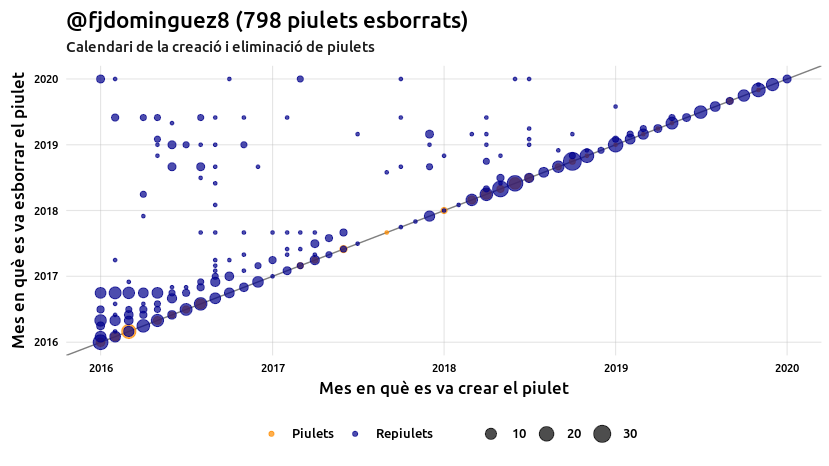 @fjdominguez8 (798 piulets esborrats)
Calendari de la creació i eliminació de piulets
Mes en què es va esborrar el piulet
2020
2019
2018
2017
2016
2016 2017 2018 2019 2020
Mes en què es va crear el piulet
Piulets Repiulets 10 20 30